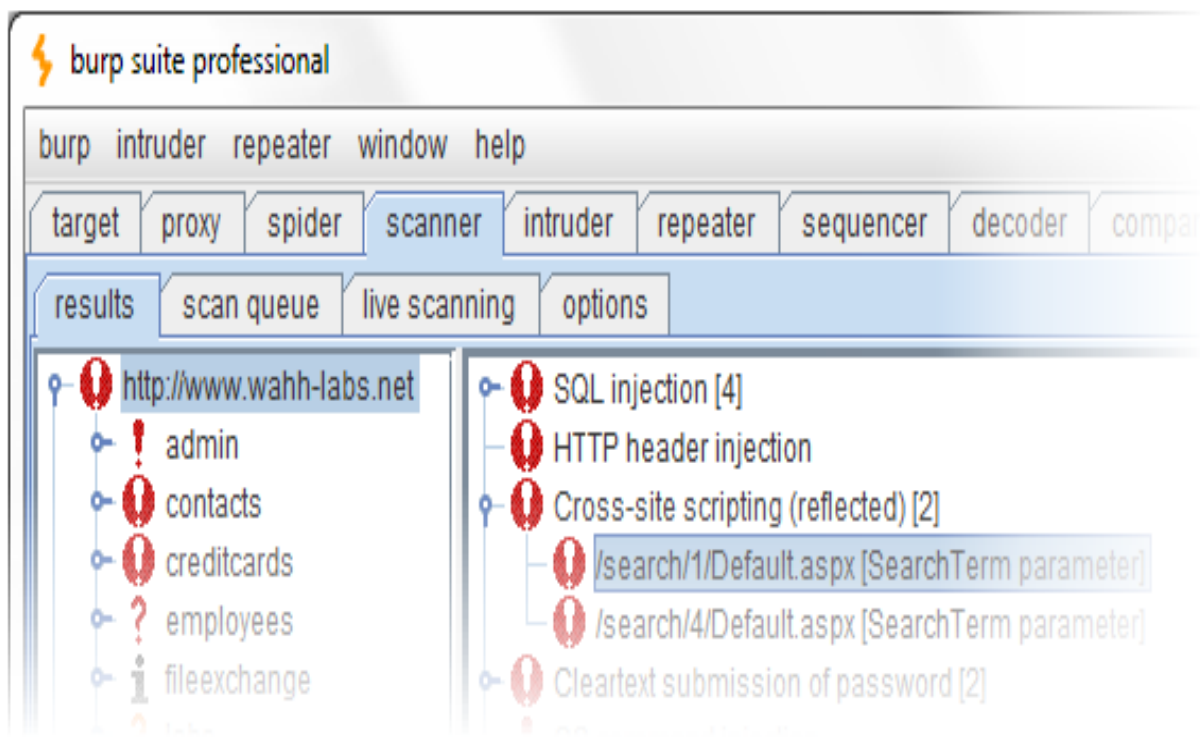 burp suite professional
burp intruder repeater window help
target proxy spider scanner intruder repeater sequencer decoder
results scan queue live scanning options
http://www.wahh-labs.net
admin
contacts
creditcards
employees
fileexchange
SQL injection [4]
HTTP header injection
Cross-site scripting (reflected) [2]
/search/1/Default.aspx [SearchTerm parameter]
/search/4/Default.aspx [SearchTerm parameter]
Cleartext submission of password [2]